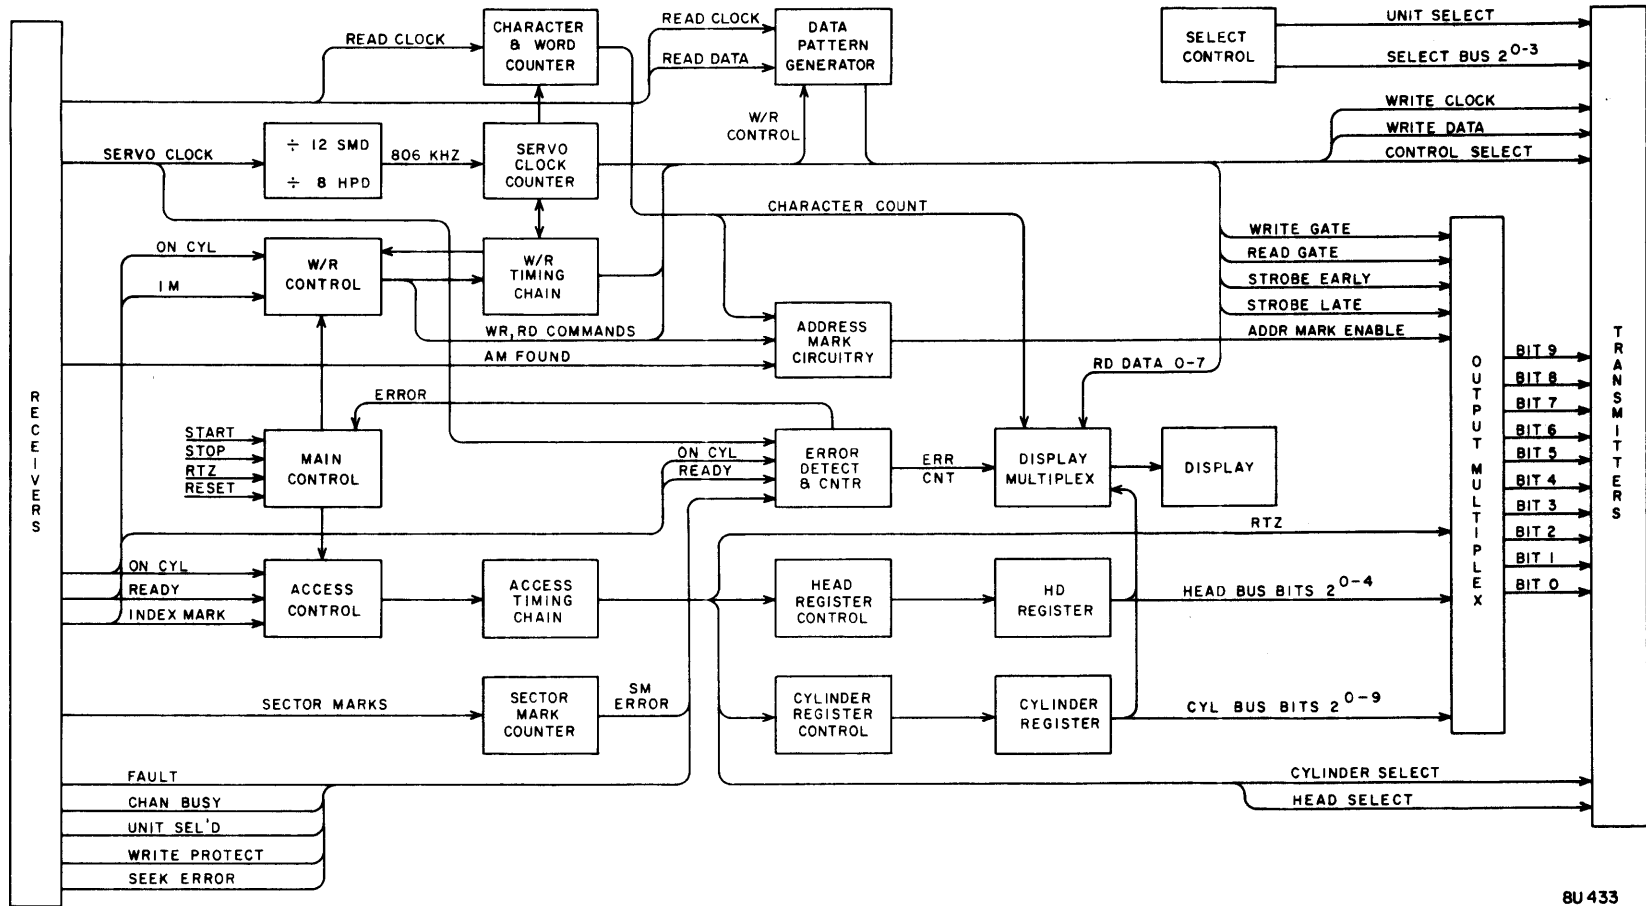 RECEIVERS
READ CLOCK
CHARACTER
& WORD
COUNTER
READ CLOCK
READ DATA
DATA
PATTERN
GENERATOR
SELECT
CONTROL
UNIT SELECT
SELECT BUS 2 0-3
WRITE CLOCK
WRITE DATA
CONTROL SELECT
W/R
CONTROL
SERVO CLOCK
÷ 12 SMD
÷ 8 HPD
806 KHZ
SERVO
CLOCK
COUNTER
CHARACTER COUNT
ON CYL
IM
W/R
CONTROL
W/R
TIMING
CHAIN
WR,RD COMMANDS
AM FOUND
ADDRESS
MARK
CIRCUITRY
WRITE GATE
READ GATE
STROBE EARLY
STROBE LATE
ADDR MARK ENABLE
RD DATA 0-7
ERROR
START
STOP
RTZ
RESET
MAIN
CONTROL
ON CYL
READY
ERROR
DETECT
& CNTR
ERR
CNT
DISPLAY
MULTIPLEX
DISPLAY
RTZ
ON CYL
READY
INDEX MARK
ACCESS
CONTROL
ACCESS
TIMING
CHAIN
HEAD
REGISTER
CONTROL
HD
REGISTER
HEAD BUS BITS 2 0-4
SECTOR MARKS
SECTOR
MARK
COUNTER
SM
ERROR
CYLINDER
REGISTER
CONTROL
CYLINDER
REGISTER
CYL BUS BITS 2 0-9
FAULT
CHAN BUSY
UNIT SEL'D
WRITE PROTECT
SEEK ERROR
CYLINDER SELECT
HEAD SELECT
OUTPUT MULTIPLEX
BIT 9
BIT 8
BIT 7
BIT 6
BIT 5
BIT 4
BIT 3
BIT 2
BIT 1
BIT 0
TRANSMITTERS
8U433